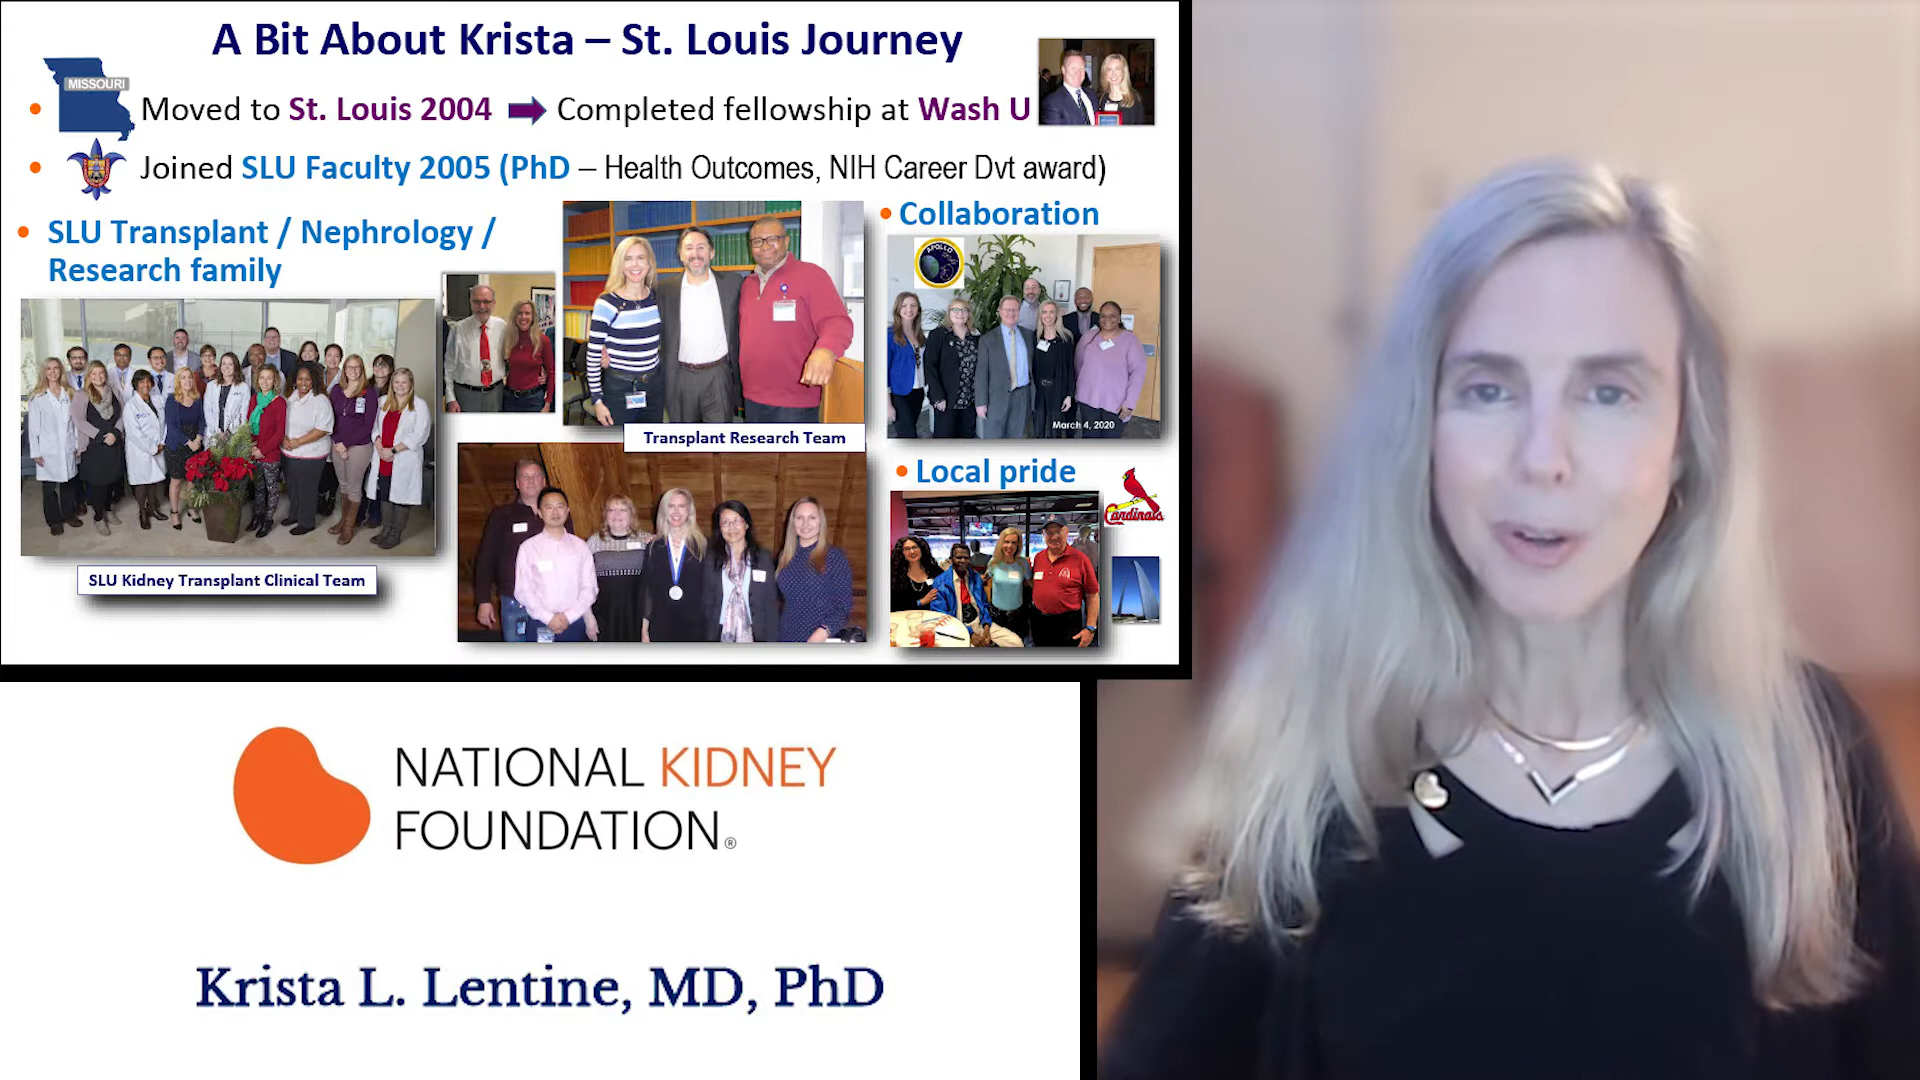 A Bit About Krista – St. Louis Journey
MISSOURI
• Moved to St. Louis 2004 ➡ Completed fellowship at Wash U
• Joined SLU Faculty 2005 (PhD – Health Outcomes, NIH Career Dvt award)
• SLU Transplant / Nephrology /
Research family
• Collaboration
APOLLO
March 4, 2020
Transplant Research Team
• Local pride
Cardinals
SLU Kidney Transplant Clinical Team
NATIONAL KIDNEY
FOUNDATION®
Krista L. Lentine, MD, PhD